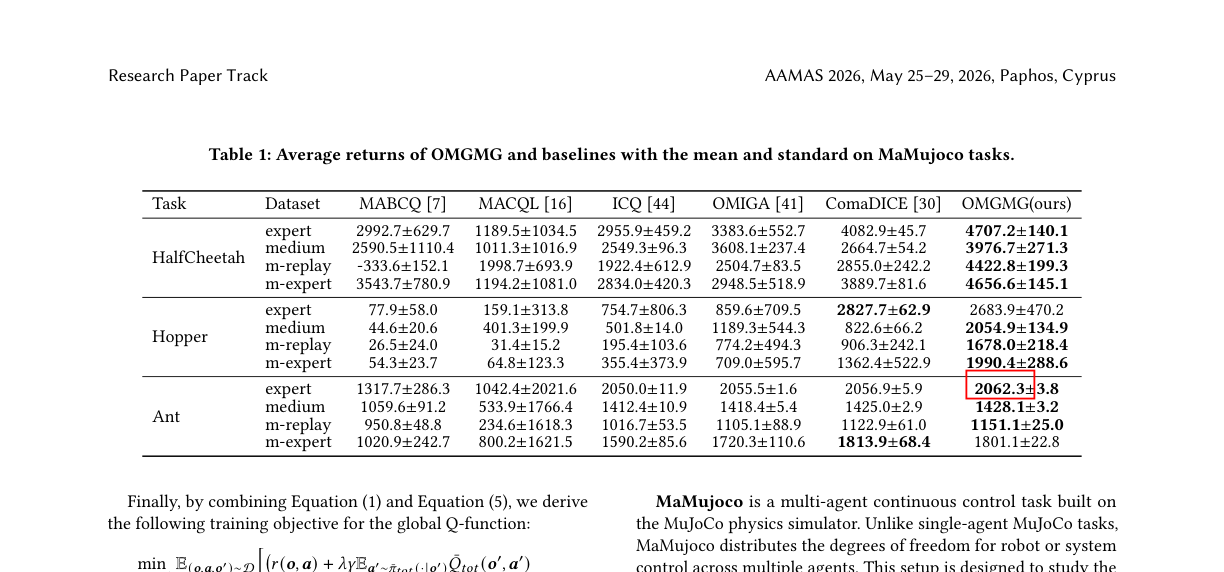 Research Paper Track
AAMAS 2026, May 25–29, 2026, Paphos, Cyprus
Table 1: Average returns of OMGMG and baselines with the mean and standard on MaMujoco tasks.
Task Dataset MABCQ [7] MACQL [16] ICQ [44] OMIGA [41] ComaDICE [30] OMGMG(ours)
HalfCheetah
expert 2992.7±629.7 1189.5±1034.5 2955.9±459.2 3383.6±552.7 4082.9±45.7 4707.2±140.1
medium 2590.5±1110.4 1011.3±1016.9 2549.3±96.3 3608.1±237.4 2664.7±54.2 3976.7±271.3
m-replay -333.6±152.1 1998.7±693.9 1922.4±612.9 2504.7±83.5 2855.0±242.2 4422.8±199.3
m-expert 3543.7±780.9 1194.2±1081.0 2834.0±420.3 2948.5±518.9 3889.7±81.6 4656.6±145.1
Hopper
expert 77.9±58.0 159.1±313.8 754.7±806.3 859.6±709.5 2827.7±62.9 2683.9±470.2
medium 44.6±20.6 401.3±199.9 501.8±14.0 1189.3±544.3 822.6±66.2 2054.9±134.9
m-replay 26.5±24.0 31.4±15.2 195.4±103.6 774.2±494.3 906.3±242.1 1678.0±218.4
m-expert 54.3±23.7 64.8±123.3 355.4±373.9 709.0±595.7 1362.4±522.9 1990.4±288.6
Ant
expert 1317.7±286.3 1042.4±2021.6 2050.0±11.9 2055.5±1.6 2056.9±5.9 2062.3±3.8
medium 1059.6±91.2 533.9±1766.4 1412.4±10.9 1418.4±5.4 1425.0±2.9 1428.1±3.2
m-replay 950.8±48.8 234.6±1618.3 1016.7±53.5 1105.1±88.9 1122.9±61.0 1151.1±25.0
m-expert 1020.9±242.7 800.2±1621.5 1590.2±85.6 1720.3±110.6 1813.9±68.4 1801.1±22.8
Finally, by combining Equation (1) and Equation (5), we derive
the following training objective for the global Q-function:
min 𝔼(o,a,o′)∼𝒟[(r(o, a) + λγ𝔼a′∼π̄tot(·|o′)Q̄tot(o′, a′)
MaMujoco is a multi-agent continuous control task built on
the MuJoCo physics simulator. Unlike single-agent MuJoCo tasks,
MaMujoco distributes the degrees of freedom for robot or system
control across multiple agents. This setup is designed to study the